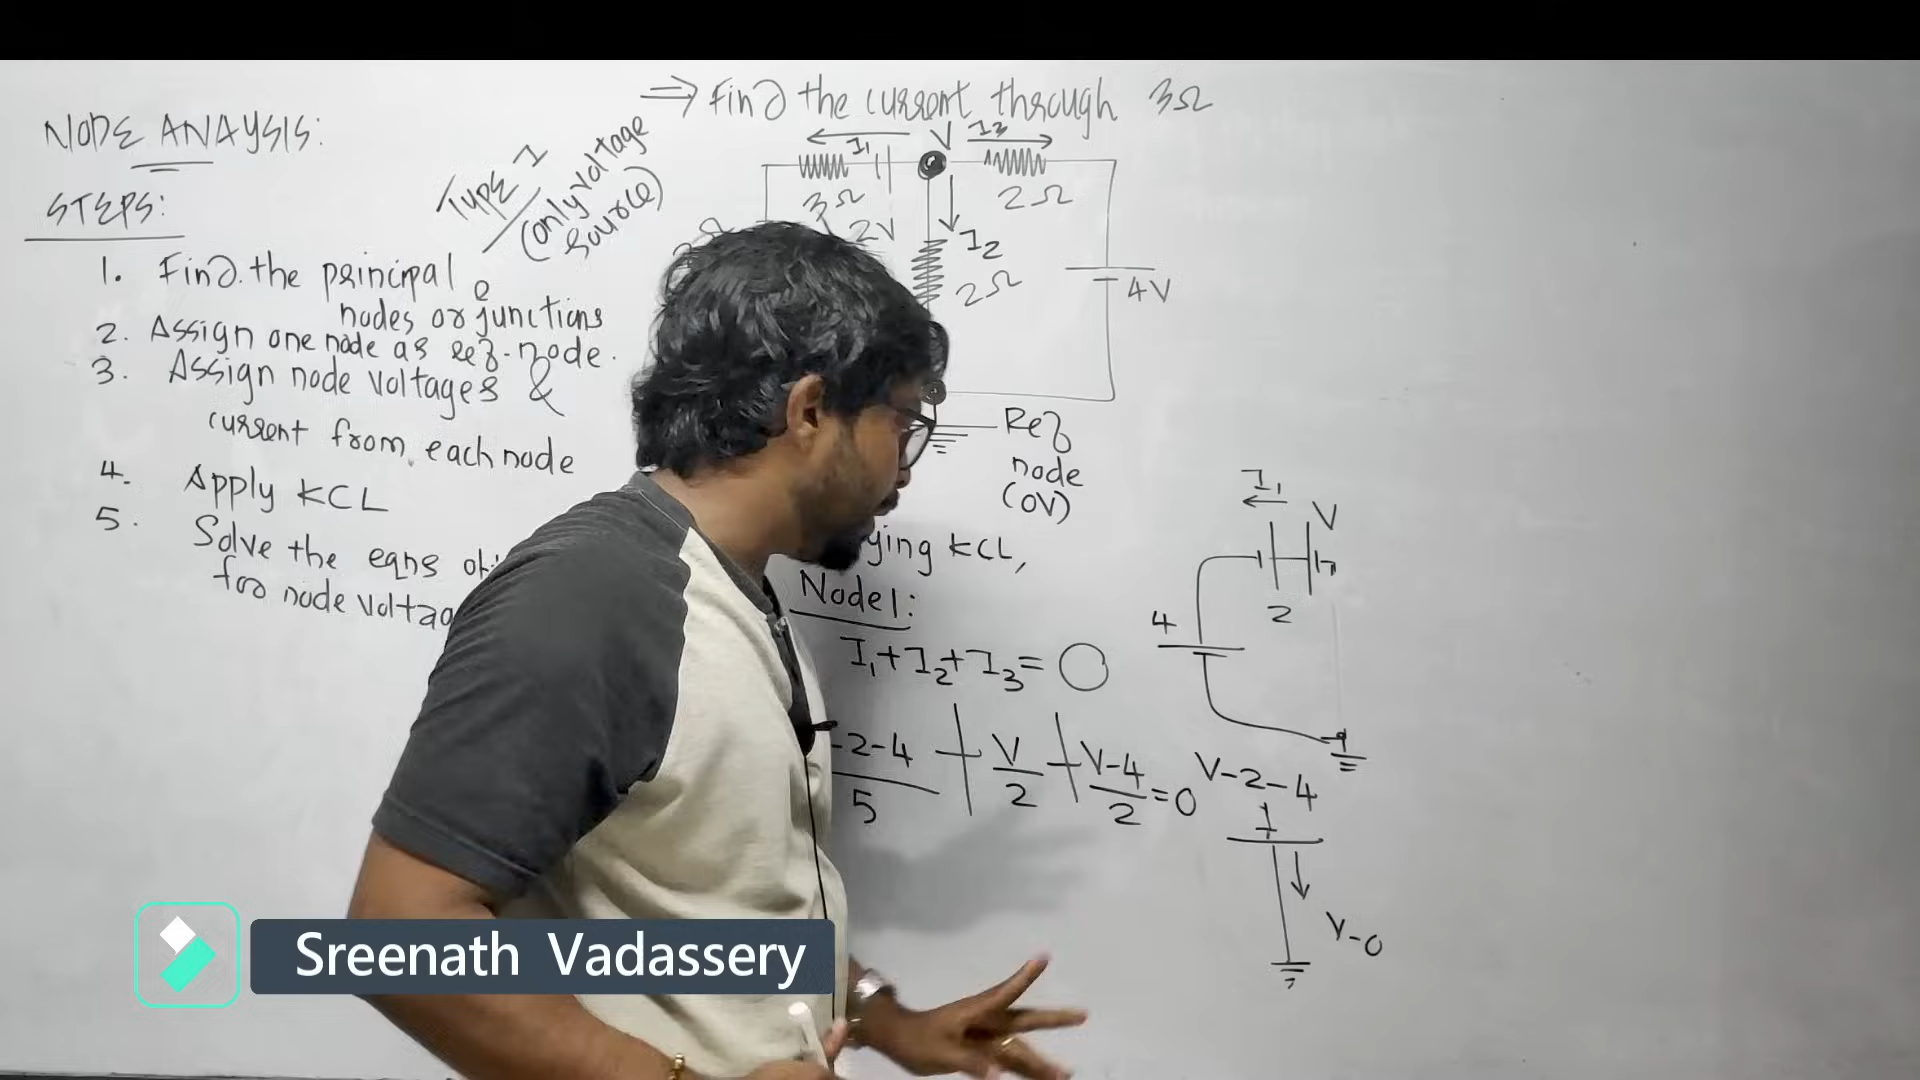 ⇒ Find the current through 3Ω
NODE ANAYSIS:
STEPS:
TYPE I
(only voltage
source)
1. Find the principal
nodes or junctions
2. Assign one node as ref. node.
3. Assign node voltages &
current from each node
4. Apply KCL
5. Solve the eqns
for node
I1
V
I3
3Ω
2V
2Ω
I2
2Ω
4V
Ref
node
(0V)
KCL,
Node1:
I1+I2+I3=0
-2-4/5 + V/2 + V-4/2 =0
I1
V
2
4
V-2-4
V-0
Sreenath Vadassery